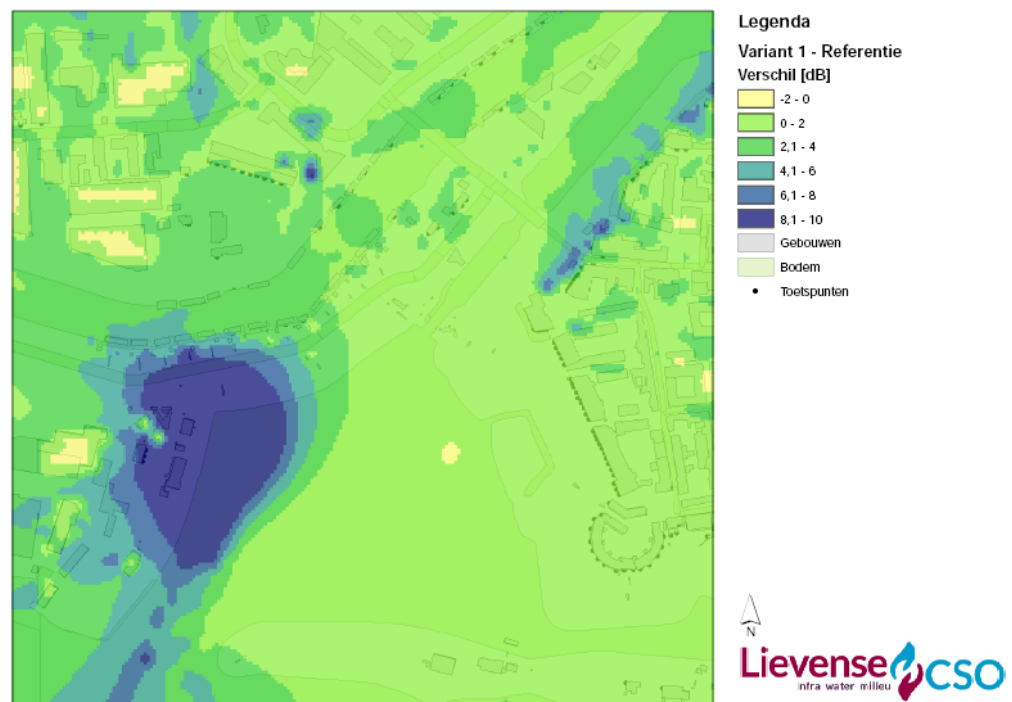 Legenda
Variant 1 - Referentie
Verschil [dB]
-2 - 0
0 - 2
2,1 - 4
4,1 - 6
6,1 - 8
8,1 - 10
Gebouwen
Bodem
Toetspunten
N
Lievense CSO
infra water milieu